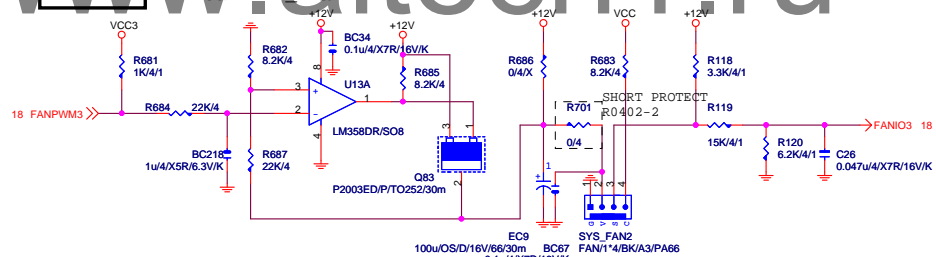 +12V
+12V
+12V
VCC
+12V
VCC3
R681
1K/4/1
R682
8.2K/4
BC34
0.1u/4/X7R/16V/K
U13A
R685
8.2K/4
R686
0/4/X
R683
8.2K/4
R118
3.3K/4/1
8
3
+
2
-
1
4
LM358DR/SO8
18 FANPWM3
R684
22K/4
BC218
1u/4/X5R/6.3V/K
R687
22K/4
3
1
2
Q83
P2003ED/P/TO252/30m
R701
0/4
SHORT PROTECT
R0402-2
R119
15K/4/1
R120
6.2K/4/1
C26
0.047u/4/X7R/16V/K
FANIO3 18
+
1
1
2
3
4
G
V
S
C
EC9
100u/OS/D/16V/66/30m
BC67
SYS_FAN2
FAN/1*4/BK/A3/PA66